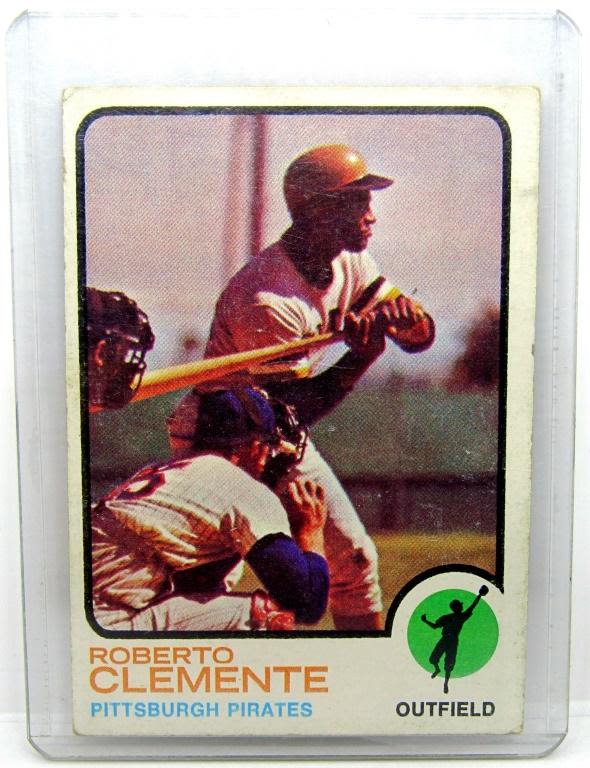 ROBERTO
CLEMENTE
PITTSBURGH PIRATES
OUTFIELD